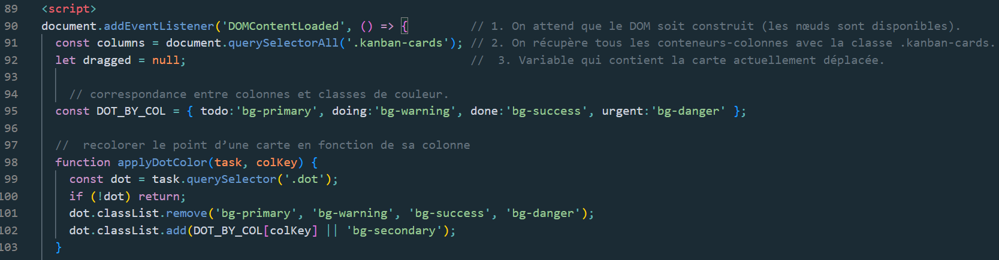 89 <script>
90 document.addEventListener('DOMContentLoaded', () => { // 1. On attend que le DOM soit construit (les nœuds sont disponibles).
91 const columns = document.querySelectorAll('.kanban-cards'); // 2. On récupère tous les conteneurs-colonnes avec la classe .kanban-cards.
92 let dragged = null; // 3. Variable qui contient la carte actuellement déplacée.
93
94 // correspondance entre colonnes et classes de couleur.
95 const DOT_BY_COL = { todo:'bg-primary', doing:'bg-warning', done:'bg-success', urgent:'bg-danger' };
96
97 // recolorer le point d’une carte en fonction de sa colonne
98 function applyDotColor(task, colKey) {
99 const dot = task.querySelector('.dot');
100 if (!dot) return;
101 dot.classList.remove('bg-primary', 'bg-warning', 'bg-success', 'bg-danger');
102 dot.classList.add(DOT_BY_COL[colKey] || 'bg-secondary');
103 }